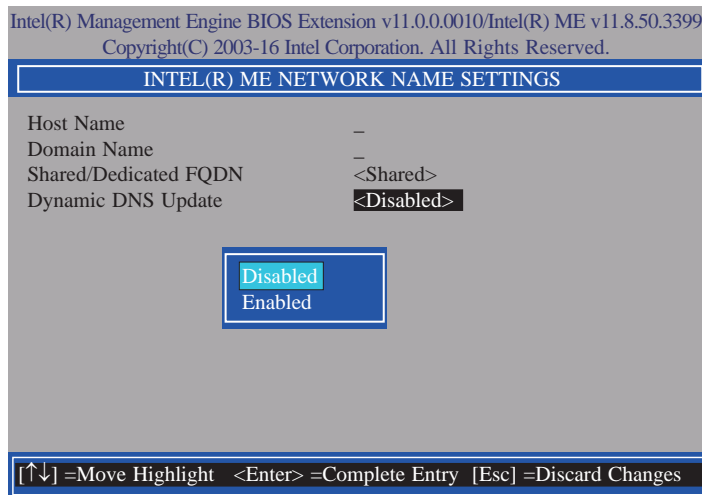 Intel(R) Management Engine BIOS Extension v11.0.0.0010/Intel(R) ME v11.8.50.3399
Copyright(C) 2003-16 Intel Corporation. All Rights Reserved.
INTEL(R) ME NETWORK NAME SETTINGS
Host Name _
Domain Name _
Shared/Dedicated FQDN <Shared>
Dynamic DNS Update <Disabled>
Disabled
Enabled
[↑↓] =Move Highlight <Enter> =Complete Entry [Esc] =Discard Changes